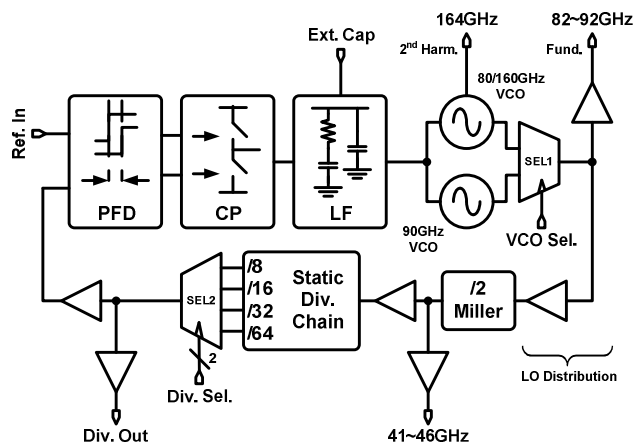 164GHz
82~92GHz
Ext. Cap
2nd Harm.
Fund.
80/160GHz
VCO
Ref. In
SEL1
PFD
CP
LF
90GHz
VCO
VCO Sel.
/8
/16
/32
/64
Static
Div.
Chain
SEL2
/2
Miller
2
Div. Sel.
LO Distribution
Div. Out
41~46GHz